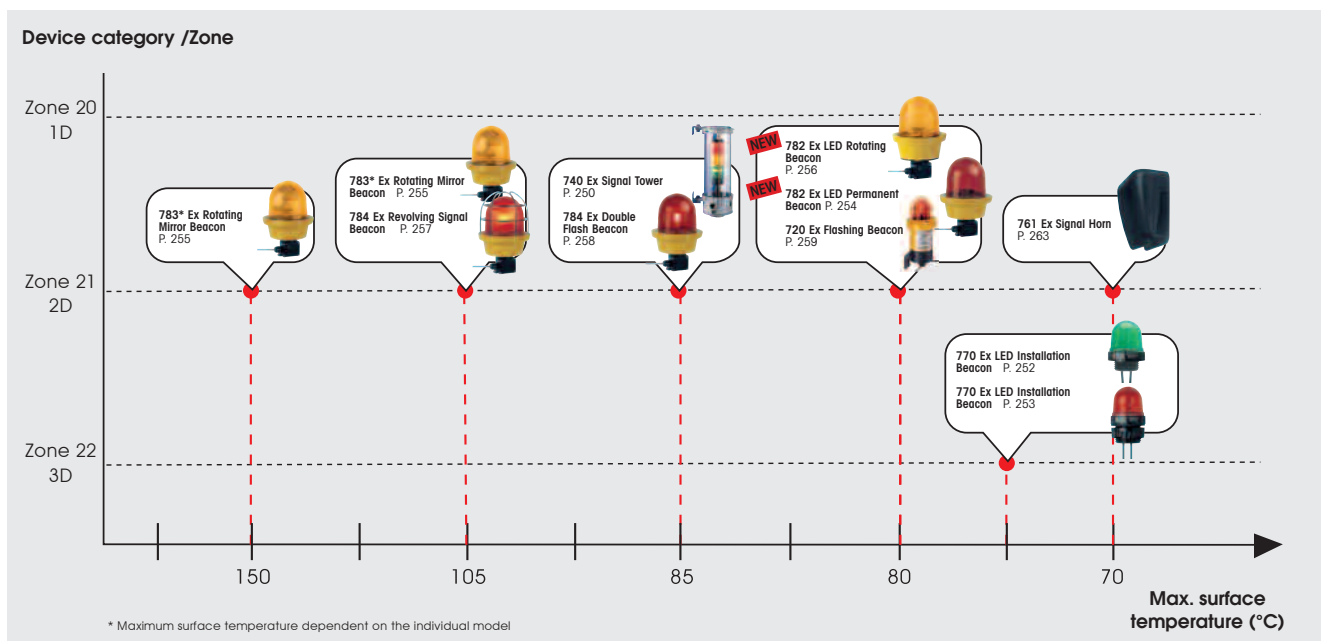 Device category /Zone
Zone 20
1D
783* Ex Rotating
Mirror Beacon
P. 255
783* Ex Rotating Mirror
Beacon P. 255
784 Ex Revolving Signal
Beacon P. 257
740 Ex Signal Tower
P. 250
784 Ex Double
Flash Beacon
P. 258
NEW
782 Ex LED Rotating
Beacon
P. 256
NEW
782 Ex LED Permanent
Beacon P. 254
720 Ex Flashing Beacon
P. 259
761 Ex Signal Horn
P. 263
Zone 21
2D
770 Ex LED Installation
Beacon P. 252
770 Ex LED Installation
Beacon P. 253
Zone 22
3D
150 105 85 80 70
Max. surface
temperature (°C)
* Maximum surface temperature dependent on the individual model